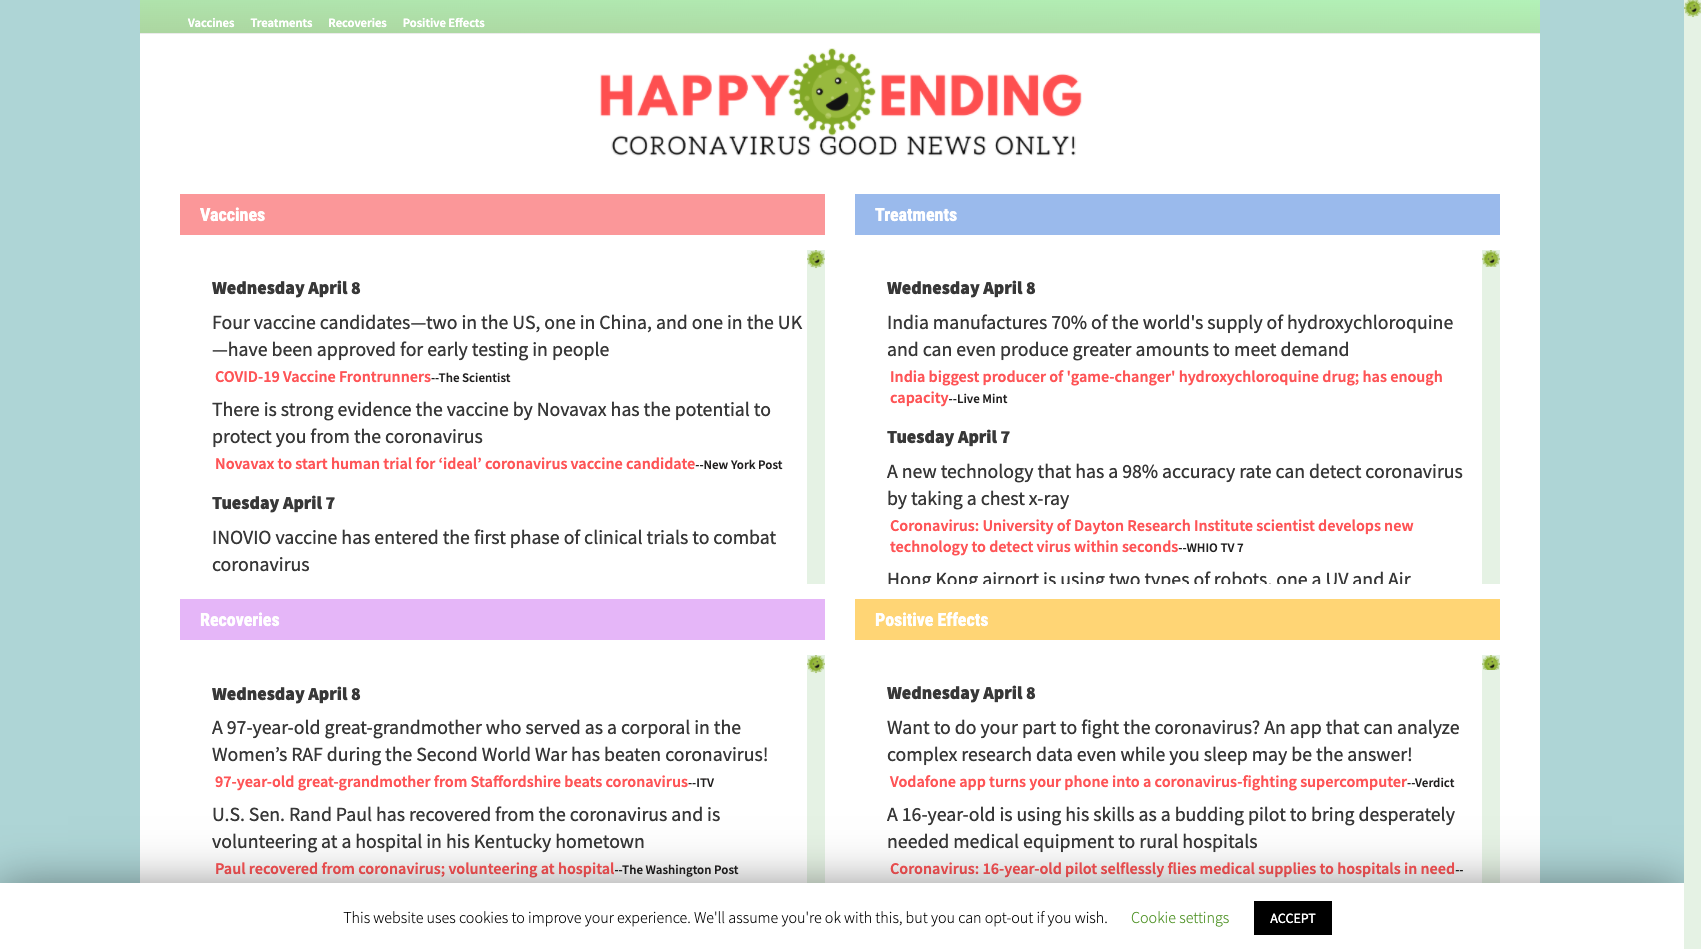 Vaccines Treatments Recoveries Positive Effects
HAPPY ENDING
CORONAVIRUS GOOD NEWS ONLY!
Vaccines
Wednesday April 8
Four vaccine candidates—two in the US, one in China, and one in the UK
—have been approved for early testing in people
COVID-19 Vaccine Frontrunners--The Scientist
There is strong evidence the vaccine by Novavax has the potential to
protect you from the coronavirus
Novavax to start human trial for ‘ideal’ coronavirus vaccine candidate--New York Post
Tuesday April 7
INOVIO vaccine has entered the first phase of clinical trials to combat
coronavirus
Treatments
Wednesday April 8
India manufactures 70% of the world's supply of hydroxychloroquine
and can even produce greater amounts to meet demand
India biggest producer of 'game-changer' hydroxychloroquine drug; has enough
capacity--Live Mint
Tuesday April 7
A new technology that has a 98% accuracy rate can detect coronavirus
by taking a chest x-ray
Coronavirus: University of Dayton Research Institute scientist develops new
technology to detect virus within seconds--WHIO TV 7
Hong Kong airport is using two types of robots, one a UV and Air
Recoveries
Wednesday April 8
A 97-year-old great-grandmother who served as a corporal in the
Women’s RAF during the Second World War has beaten coronavirus!
97-year-old great-grandmother from Staffordshire beats coronavirus--ITV
U.S. Sen. Rand Paul has recovered from the coronavirus and is
volunteering at a hospital in his Kentucky hometown
Paul recovered from coronavirus; volunteering at hospital--The Washington Post
Positive Effects
Wednesday April 8
Want to do your part to fight the coronavirus? An app that can analyze
complex research data even while you sleep may be the answer!
Vodafone app turns your phone into a coronavirus-fighting supercomputer--Verdict
A 16-year-old is using his skills as a budding pilot to bring desperately
needed medical equipment to rural hospitals
Coronavirus: 16-year-old pilot selflessly flies medical supplies to hospitals in need--
This website uses cookies to improve your experience. We'll assume you're ok with this, but you can opt-out if you wish. Cookie settings ACCEPT